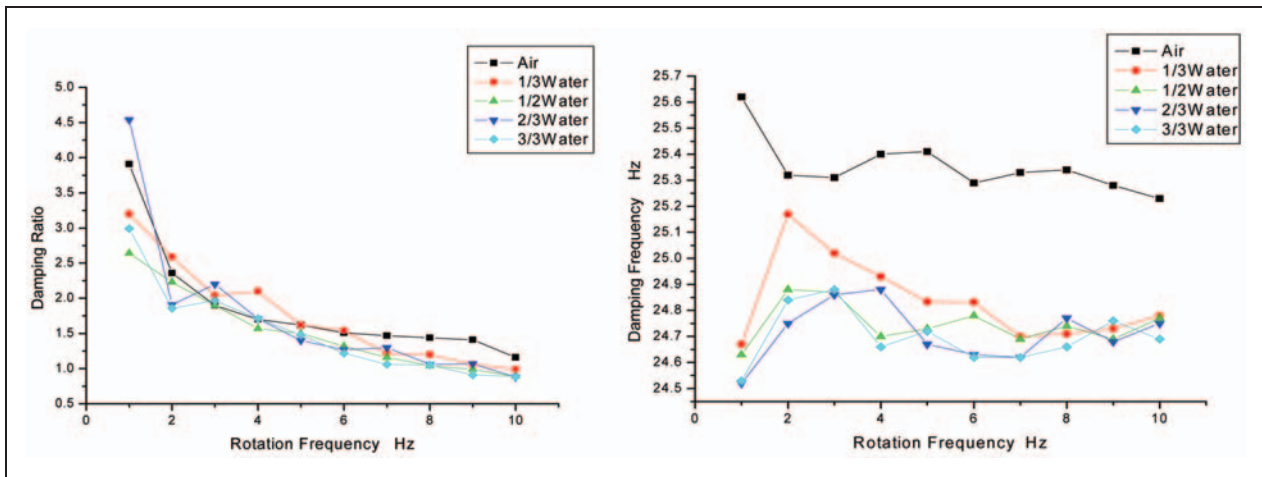 Air
1/3Water
1/2Water
2/3Water
3/3Water
5.0
4.5
4.0
3.5
3.0
2.5
2.0
1.5
1.0
0.5
Damping Ratio
0 2 4 6 8 10
Rotation Frequency Hz
Air
1/3Water
1/2Water
2/3Water
3/3Water
25.7
25.6
25.5
25.4
25.3
25.2
25.1
25.0
24.9
24.8
24.7
24.6
24.5
Damping Frequency Hz
0 2 4 6 8 10
Rotation Frequency Hz